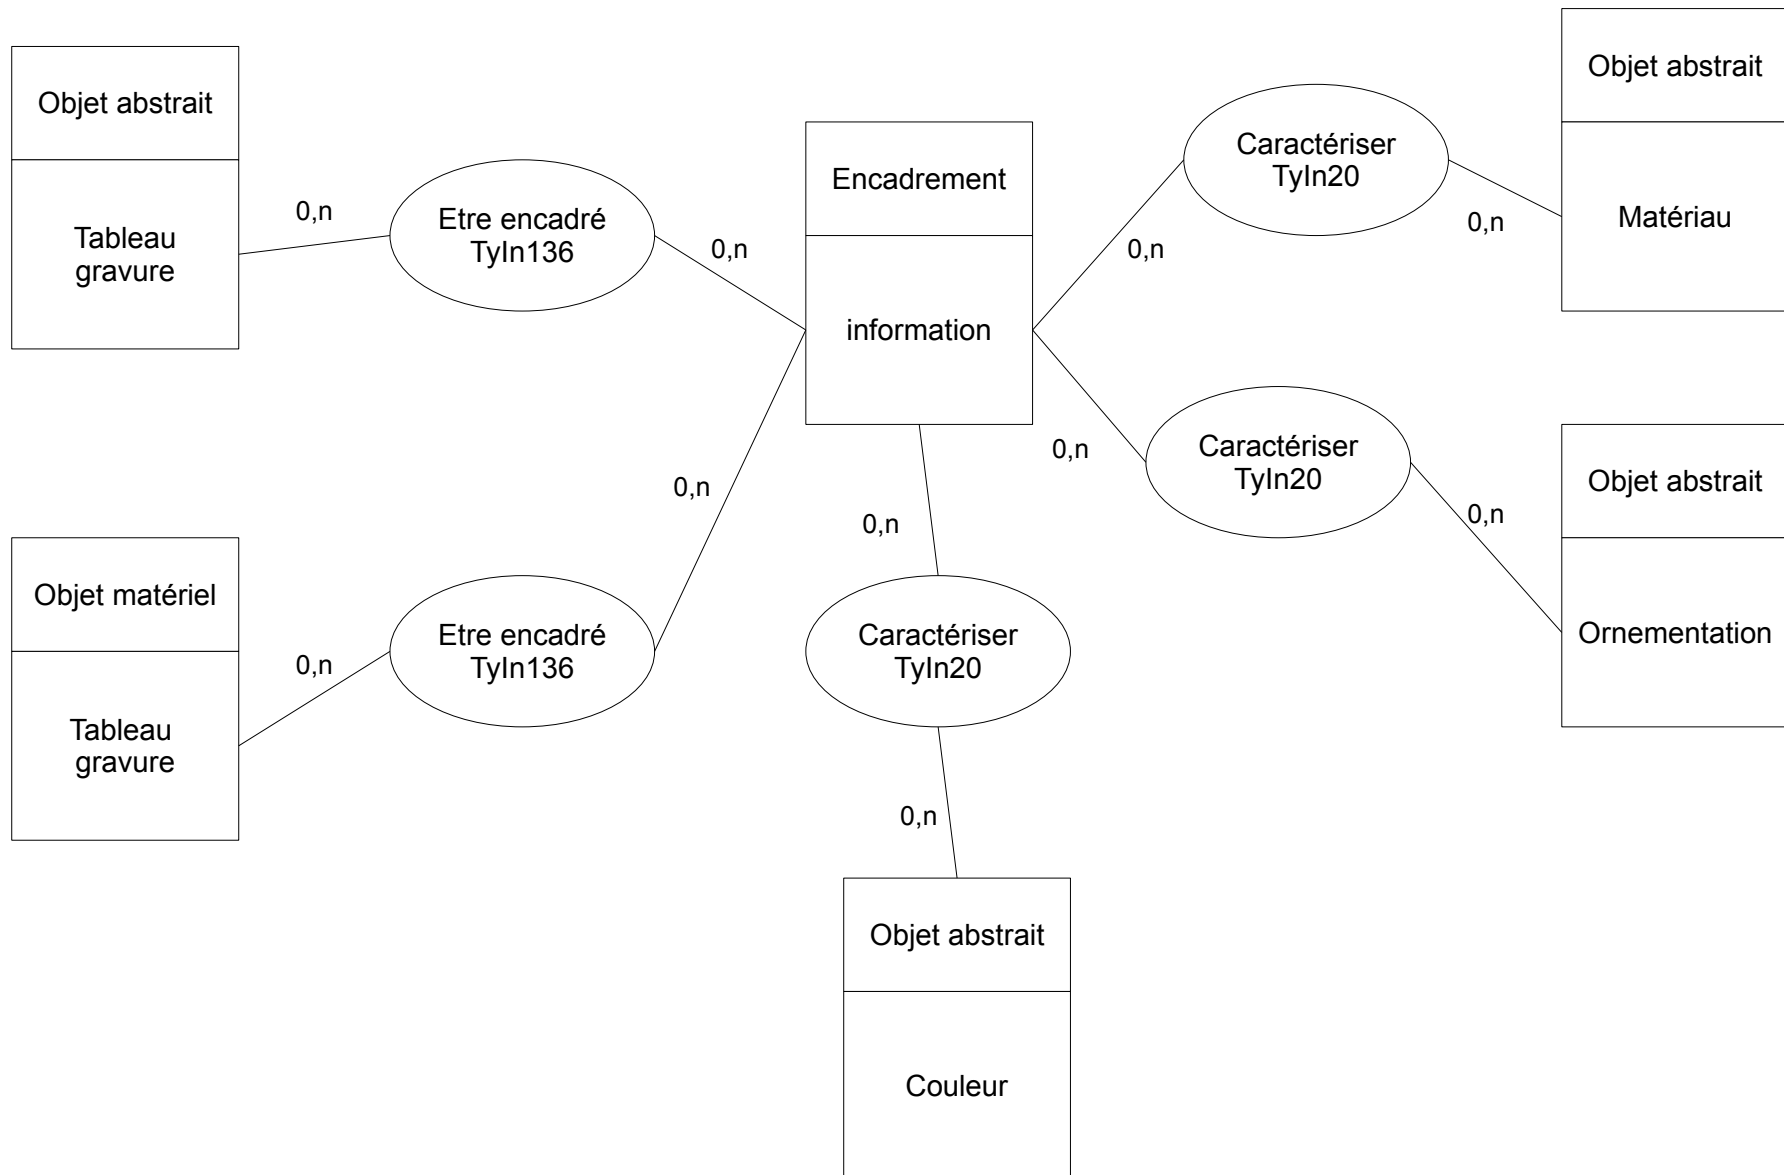 Objet abstrait
Tableau
gravure
0,n
Etre encadré
TyIn136
0,n
Encadrement
information
0,n
Caractériser
TyIn20
0,n
Objet abstrait
Matériau
0,n
Caractériser
TyIn20
0,n
Objet abstrait
Ornementation
Objet matériel
Tableau
gravure
0,n
Etre encadré
TyIn136
0,n
0,n
Caractériser
TyIn20
0,n
Objet abstrait
Couleur